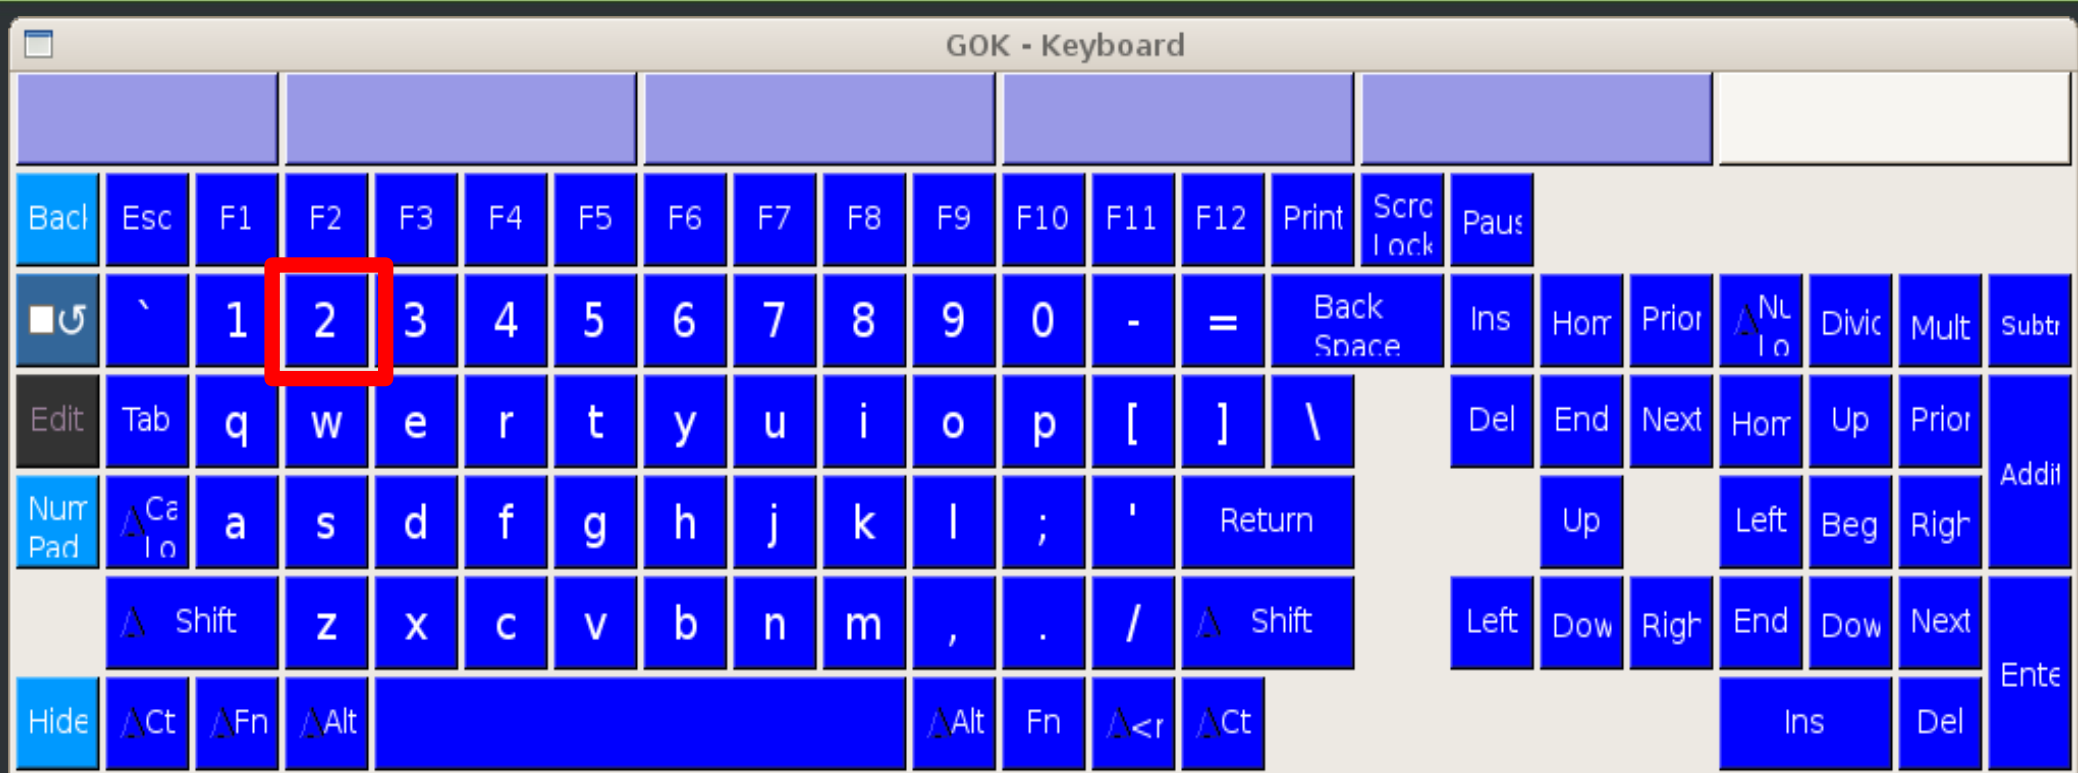 GOK - Keyboard
Back Esc F1 F2 F3 F4 F5 F6 F7 F8 F9 F10 F11 F12 Print Scro Lock Paus
↺ ` 1 2 3 4 5 6 7 8 9 0 - = Back Space Ins Hom Prior Nu Lo Divic Mult Subtr
Edit Tab q w e r t y u i o p [ ] \ Del End Next Hom Up Prior
Addit
Num Pad Ca Lo a s d f g h j k l ; ' Return Up Left Beg Righ
Shift z x c v b n m , . / Shift Left Dow Righ End Dow Next
Ente
Hide Ct Fn Alt Alt Fn <r Ct Ins Del